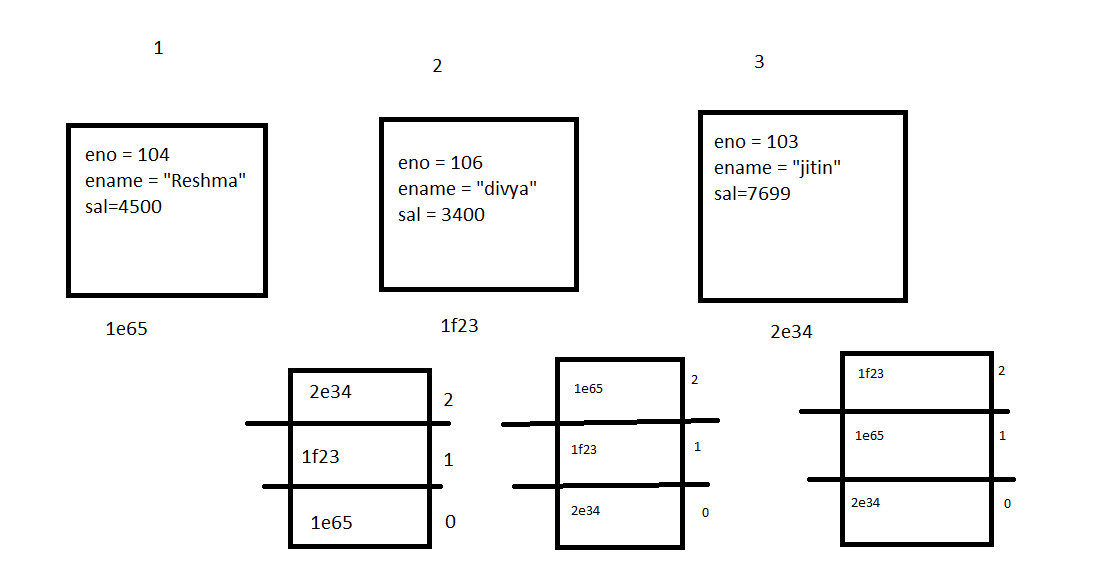 1
2
3
eno = 104
ename = "Reshma"
sal=4500
eno = 106
ename = "divya"
sal = 3400
eno = 103
ename = "jitin"
sal=7699
1e65
1f23
2e34
2e34
2
1f23
1
1e65
0
1e65
2
1f23
1
2e34
0
1f23
2
1e65
1
2e34
0